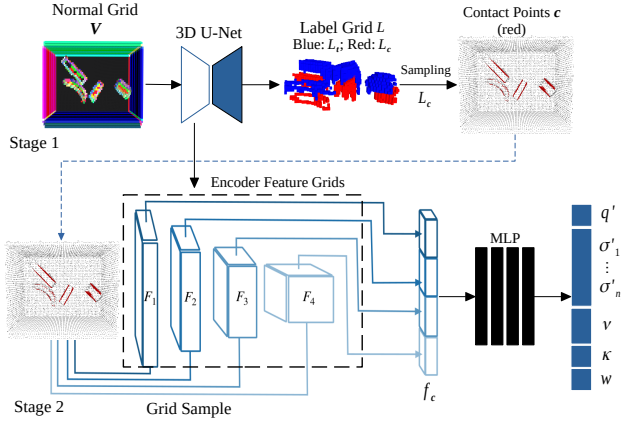 Normal Grid
V
3D U-Net
Label Grid L
Blue: Lt; Red: Lc
Contact Points c
(red)
Sampling
Lc
Stage 1
Encoder Feature Grids
F1
F2
F3
F4
MLP
q'
σ'1
⋮
σ'n
ν
κ
w
fc
Stage 2
Grid Sample